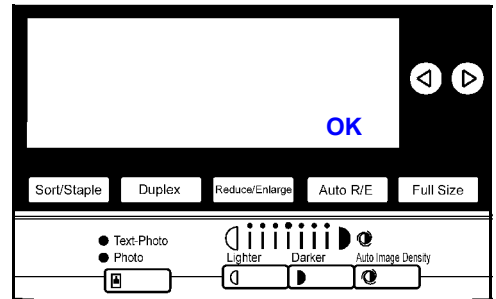 OK
Sort/Staple Duplex Reduce/Enlarge Auto R/E Full Size
Text-Photo
Photo
Lighter Darker Auto Image Density